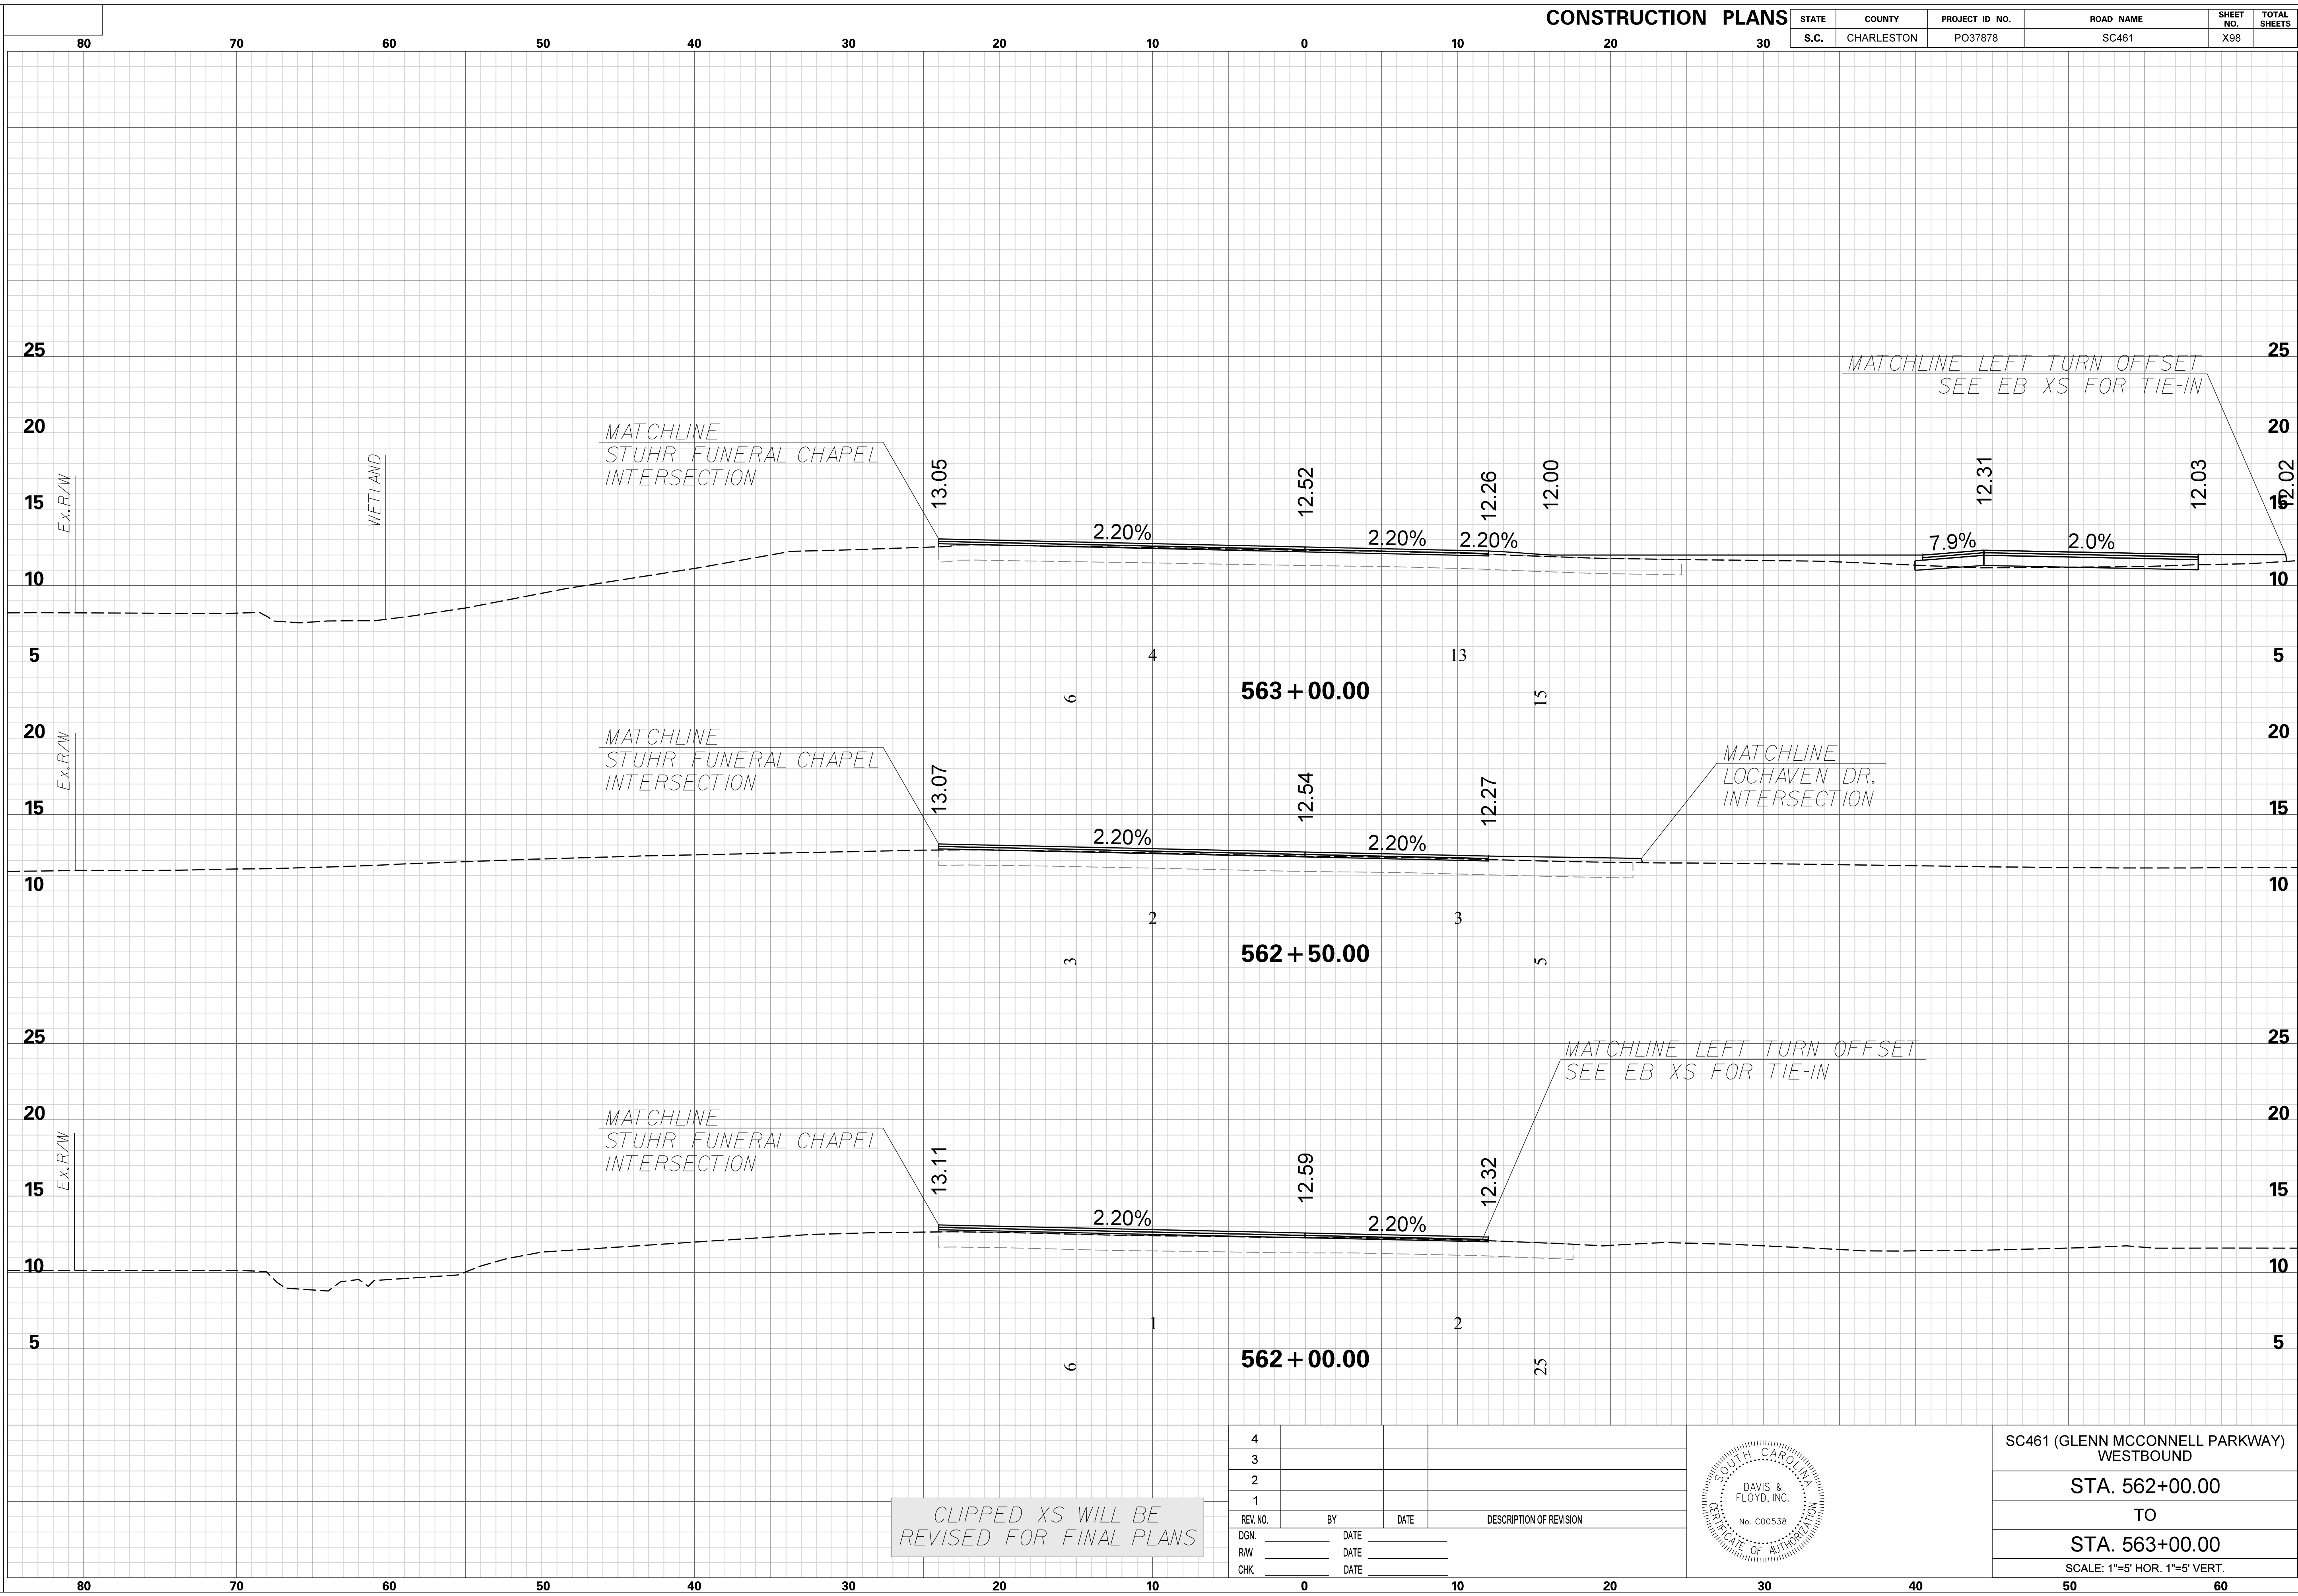 CONSTRUCTION PLANS
STATE COUNTY PROJECT ID NO. ROAD NAME SHEET NO. TOTAL SHEETS
S.C. CHARLESTON PO37878 SC461 X98
80 70 60 50 40 30 20 10 0 10 20 30
25 25
MATCHLINE LEFT TURN OFFSET
SEE EB XS FOR TIE-IN
20 20
MATCHLINE
STUHR FUNERAL CHAPEL
INTERSECTION
Ex.R/W
WETLAND
13.05 12.52 12.26 12.00 12.31 12.03 12.02
15 15
2.20% 2.20% 2.20% 7.9% 2.0%
10 10
5 4 13 5
6 563+00.00 15
20 20
Ex.R/W
MATCHLINE
STUHR FUNERAL CHAPEL
INTERSECTION
MATCHLINE
LOCHAVEN DR.
INTERSECTION
13.07 12.54 12.27
15 15
2.20% 2.20%
10 10
2 3
3 562+50.00 5
25 25
MATCHLINE LEFT TURN OFFSET
SEE EB XS FOR TIE-IN
20 20
MATCHLINE
STUHR FUNERAL CHAPEL
INTERSECTION
Ex.R/W
13.11 12.59 12.32
15 15
2.20% 2.20%
10 10
1 2
5 5
6 562+00.00 25
CLIPPED XS WILL BE
REVISED FOR FINAL PLANS
4
3
2
1
REV. NO. BY DATE DESCRIPTION OF REVISION
DGN. DATE
R/W DATE
CHK. DATE
SOUTH CAROLINA
DAVIS &
FLOYD, INC.
No. C00538
CERTIFICATE OF AUTHORIZATION
SC461 (GLENN MCCONNELL PARKWAY)
WESTBOUND
STA. 562+00.00
TO
STA. 563+00.00
SCALE: 1"=5' HOR. 1"=5' VERT.
80 70 60 50 40 30 20 10 0 10 20 30 40 50 60